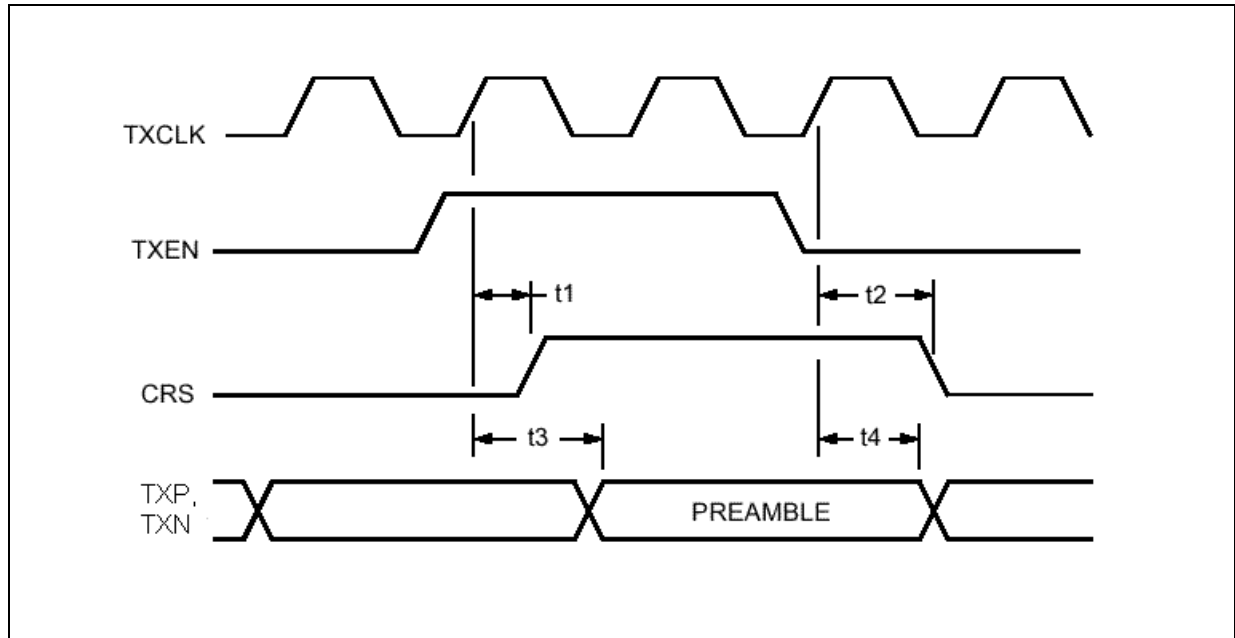 TXCLK
TXEN
t1
t2
CRS
t3
t4
TXP,
TXN
PREAMBLE